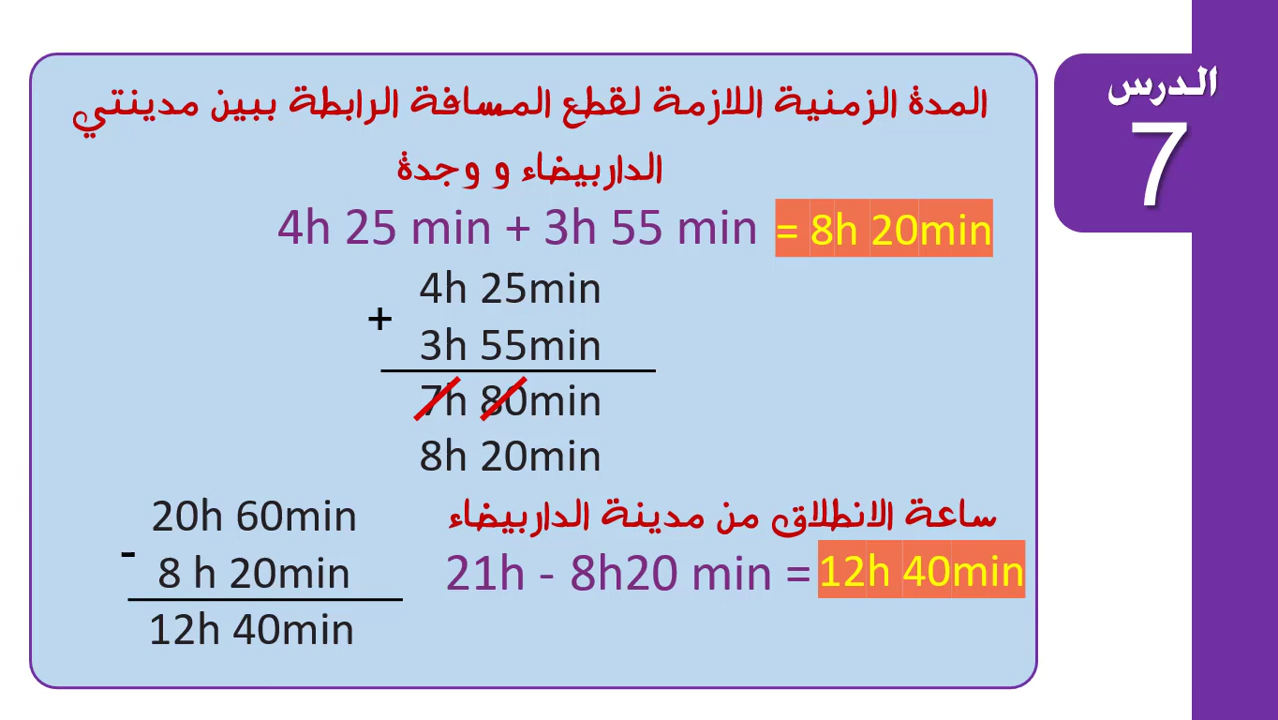 الدرس
7
المدة الزمنية اللازمة لقطع المسافة الرابطة ببين مدينتي
الداربيضاء و وجدة
4h 25 min + 3h 55 min = 8h 20min
4h 25min
+
3h 55min
7h 80min
8h 20min
ساعة الانطلاق من مدينة الداربيضاء
21h - 8h20 min = 12h 40min
20h 60min
-
8 h 20min
12h 40min